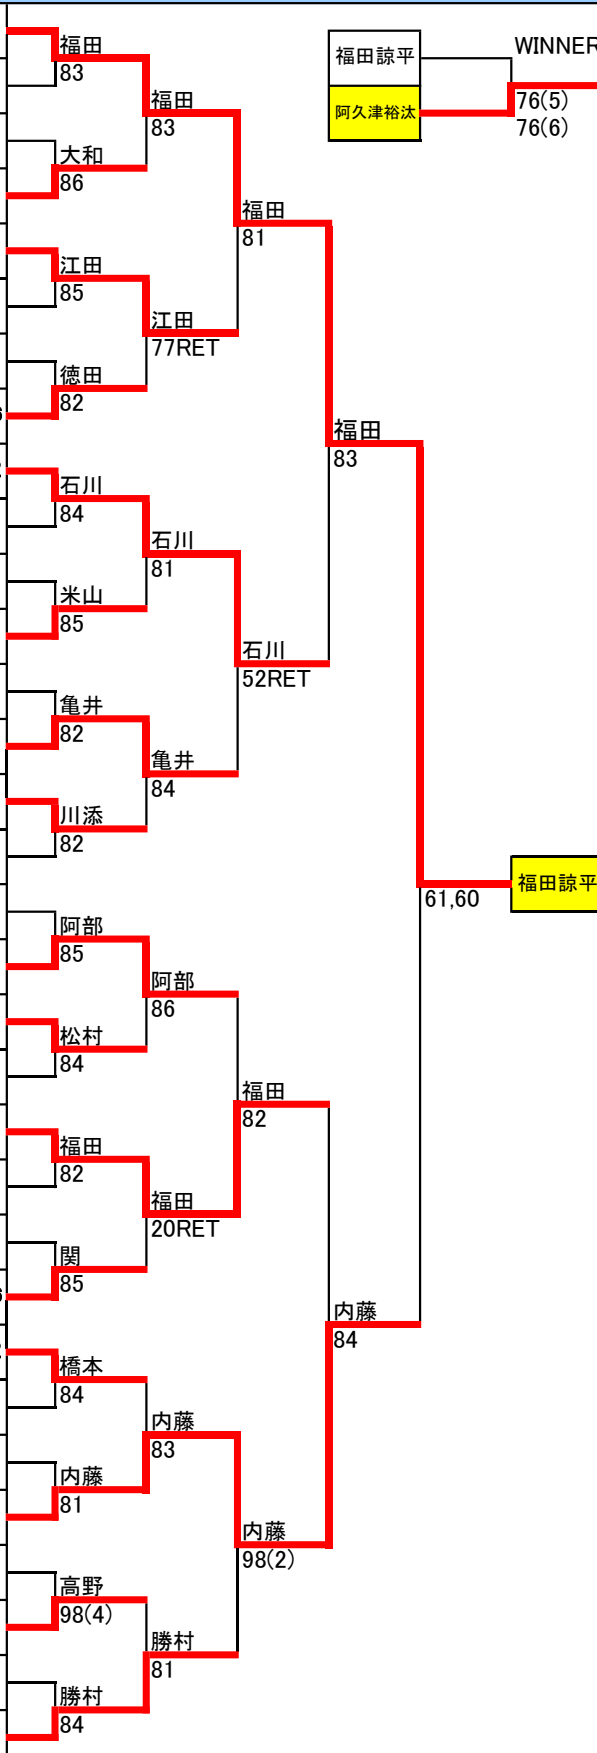 福田
83
福田
83
大和
86
福田
81
江田
85
江田
77RET
徳田
82
福田
83
石川
84
石川
81
米山
85
石川
52RET
亀井
82
亀井
84
川添
82
61,60
福田諒平
阿部
85
阿部
86
松村
84
福田
82
福田
82
福田
20RET
関
85
内藤
84
橋本
84
内藤
83
内藤
81
内藤
98(2)
高野
98(4)
勝村
81
勝村
84
福田諒平
WINNER
阿久津裕汰
76(5)
76(6)